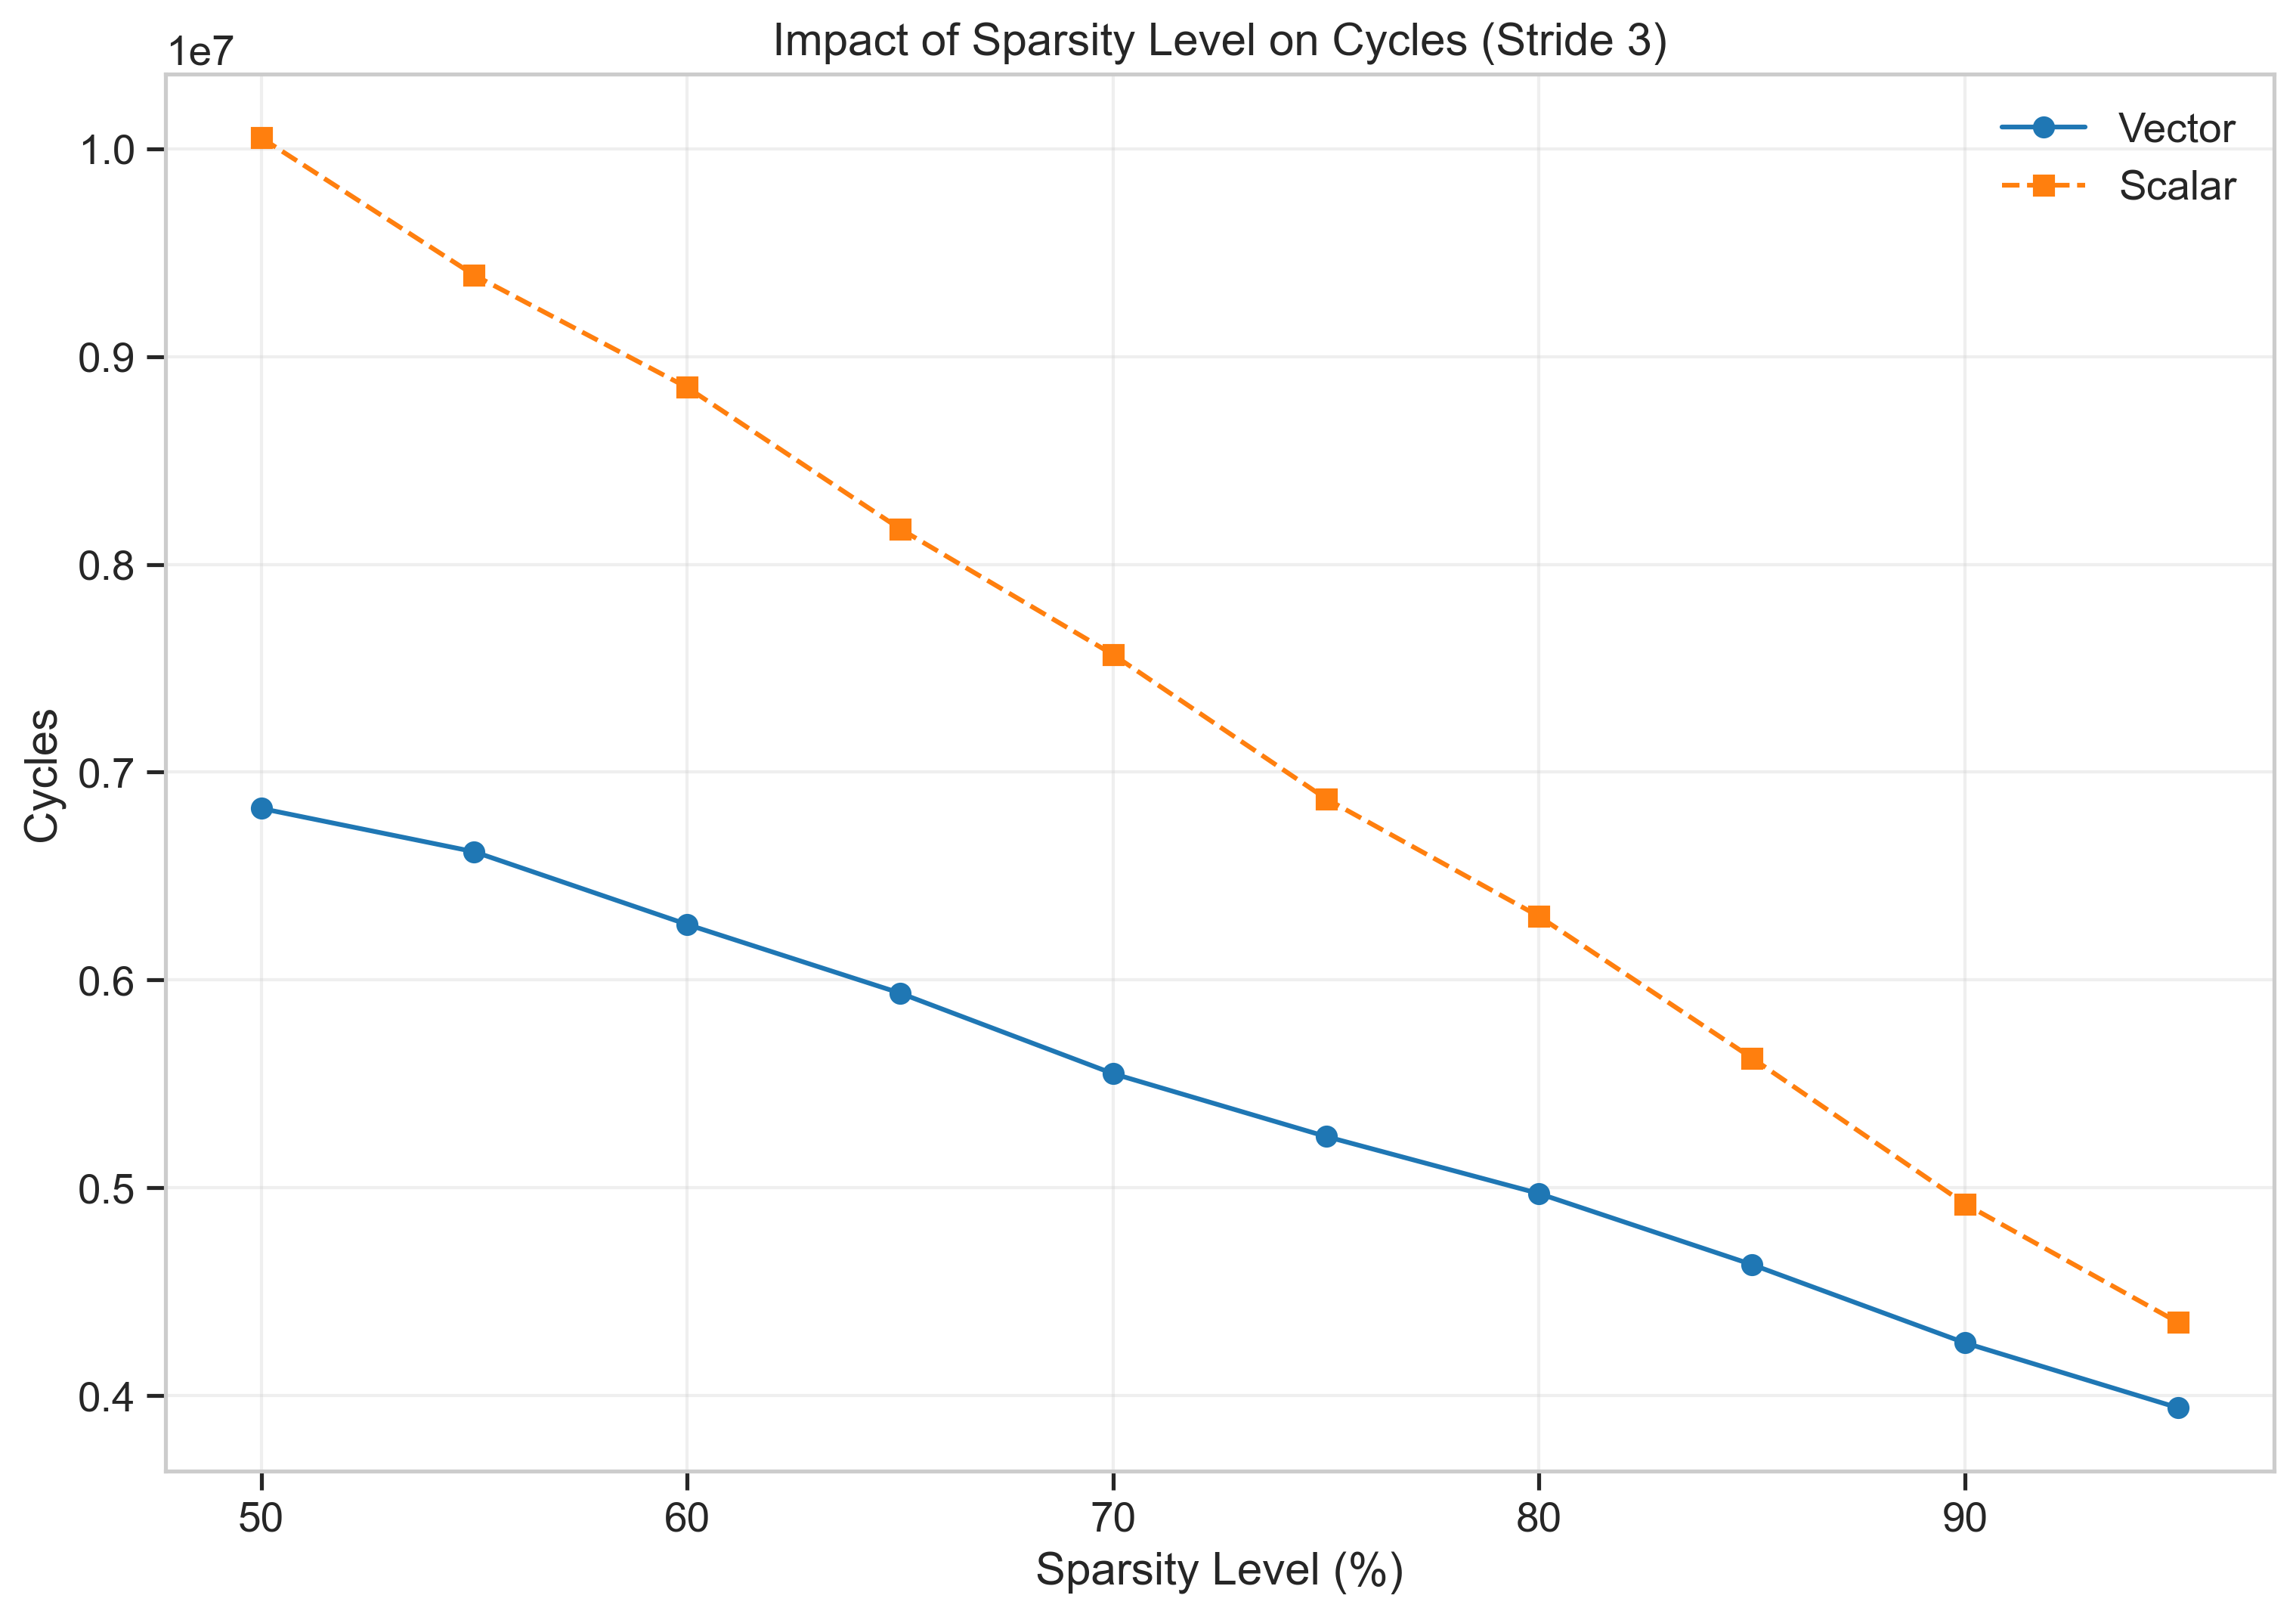 Impact of Sparsity Level on Cycles (Stride 3)
1e7
Vector
Scalar
1.0
0.9
0.8
0.7
0.6
0.5
0.4
Cycles
50 60 70 80 90
Sparsity Level (%)